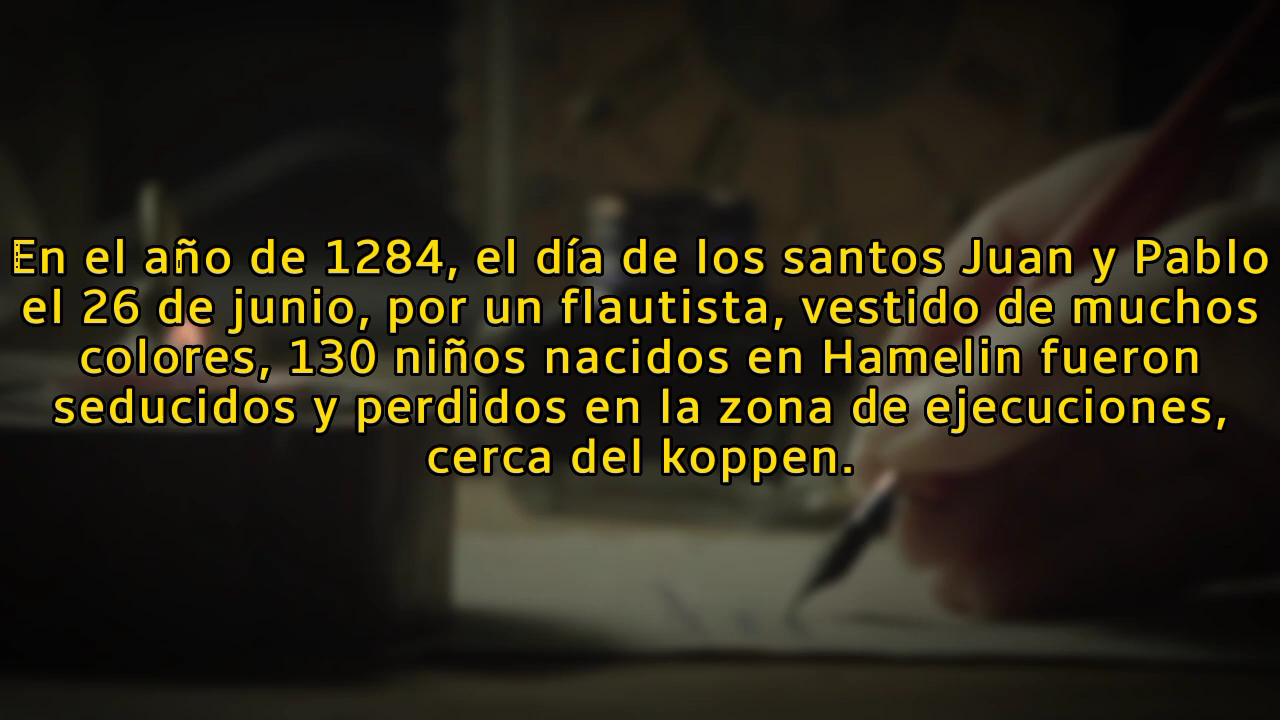 En el año de 1284, el día de los santos Juan y Pablo
el 26 de junio, por un flautista, vestido de muchos
colores, 130 niños nacidos en Hamelin fueron
seducidos y perdidos en la zona de ejecuciones,
cerca del koppen.